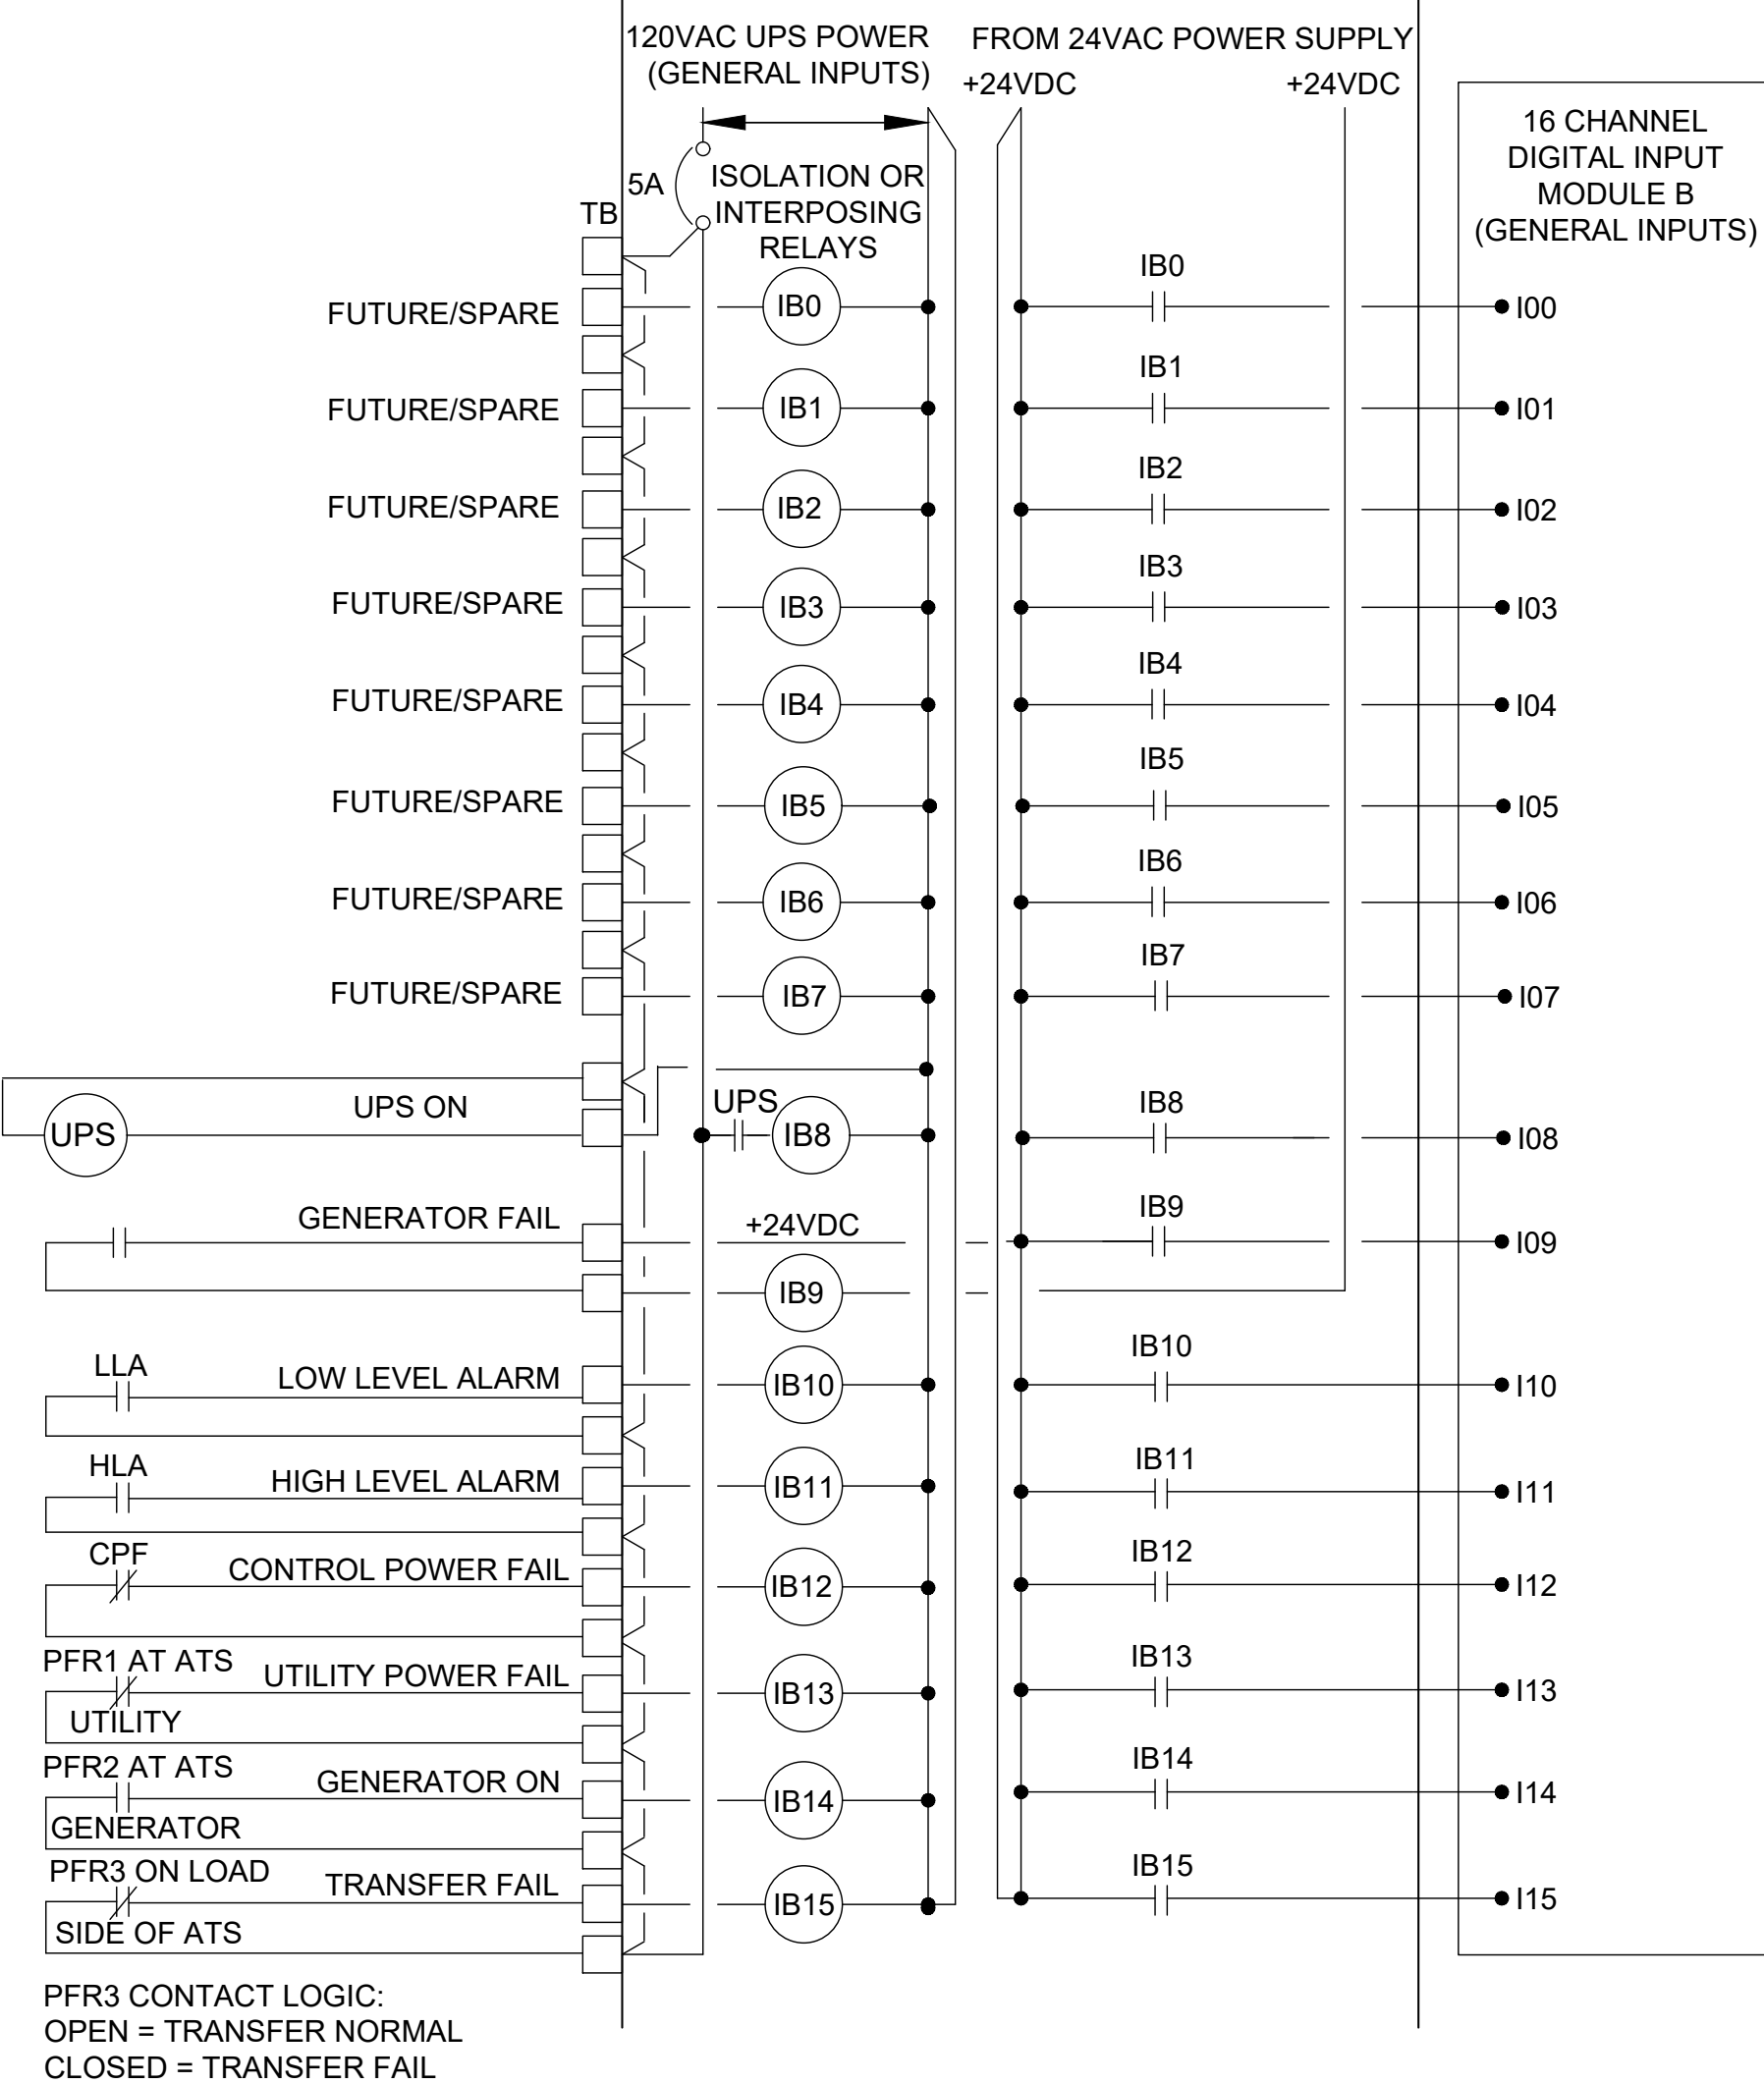 120VAC UPS POWER
(GENERAL INPUTS)
FROM 24VAC POWER SUPPLY
+24VDC
+24VDC
16 CHANNEL
DIGITAL INPUT
MODULE B
(GENERAL INPUTS)
5A
ISOLATION OR
INTERPOSING
RELAYS
TB
FUTURE/SPARE
IB0
IB0
I00
FUTURE/SPARE
IB1
IB1
I01
FUTURE/SPARE
IB2
IB2
I02
FUTURE/SPARE
IB3
IB3
I03
FUTURE/SPARE
IB4
IB4
I04
FUTURE/SPARE
IB5
IB5
I05
FUTURE/SPARE
IB6
IB6
I06
FUTURE/SPARE
IB7
IB7
I07
UPS
UPS ON
UPS
IB8
IB8
I08
GENERATOR FAIL
+24VDC
IB9
IB9
I09
LLA
LOW LEVEL ALARM
IB10
IB10
I10
HLA
HIGH LEVEL ALARM
IB11
IB11
I11
CPF
CONTROL POWER FAIL
IB12
IB12
I12
PFR1 AT ATS
UTILITY
UTILITY POWER FAIL
IB13
IB13
I13
PFR2 AT ATS
GENERATOR
GENERATOR ON
IB14
IB14
I14
PFR3 ON LOAD
SIDE OF ATS
TRANSFER FAIL
IB15
IB15
I15
PFR3 CONTACT LOGIC:
OPEN = TRANSFER NORMAL
CLOSED = TRANSFER FAIL